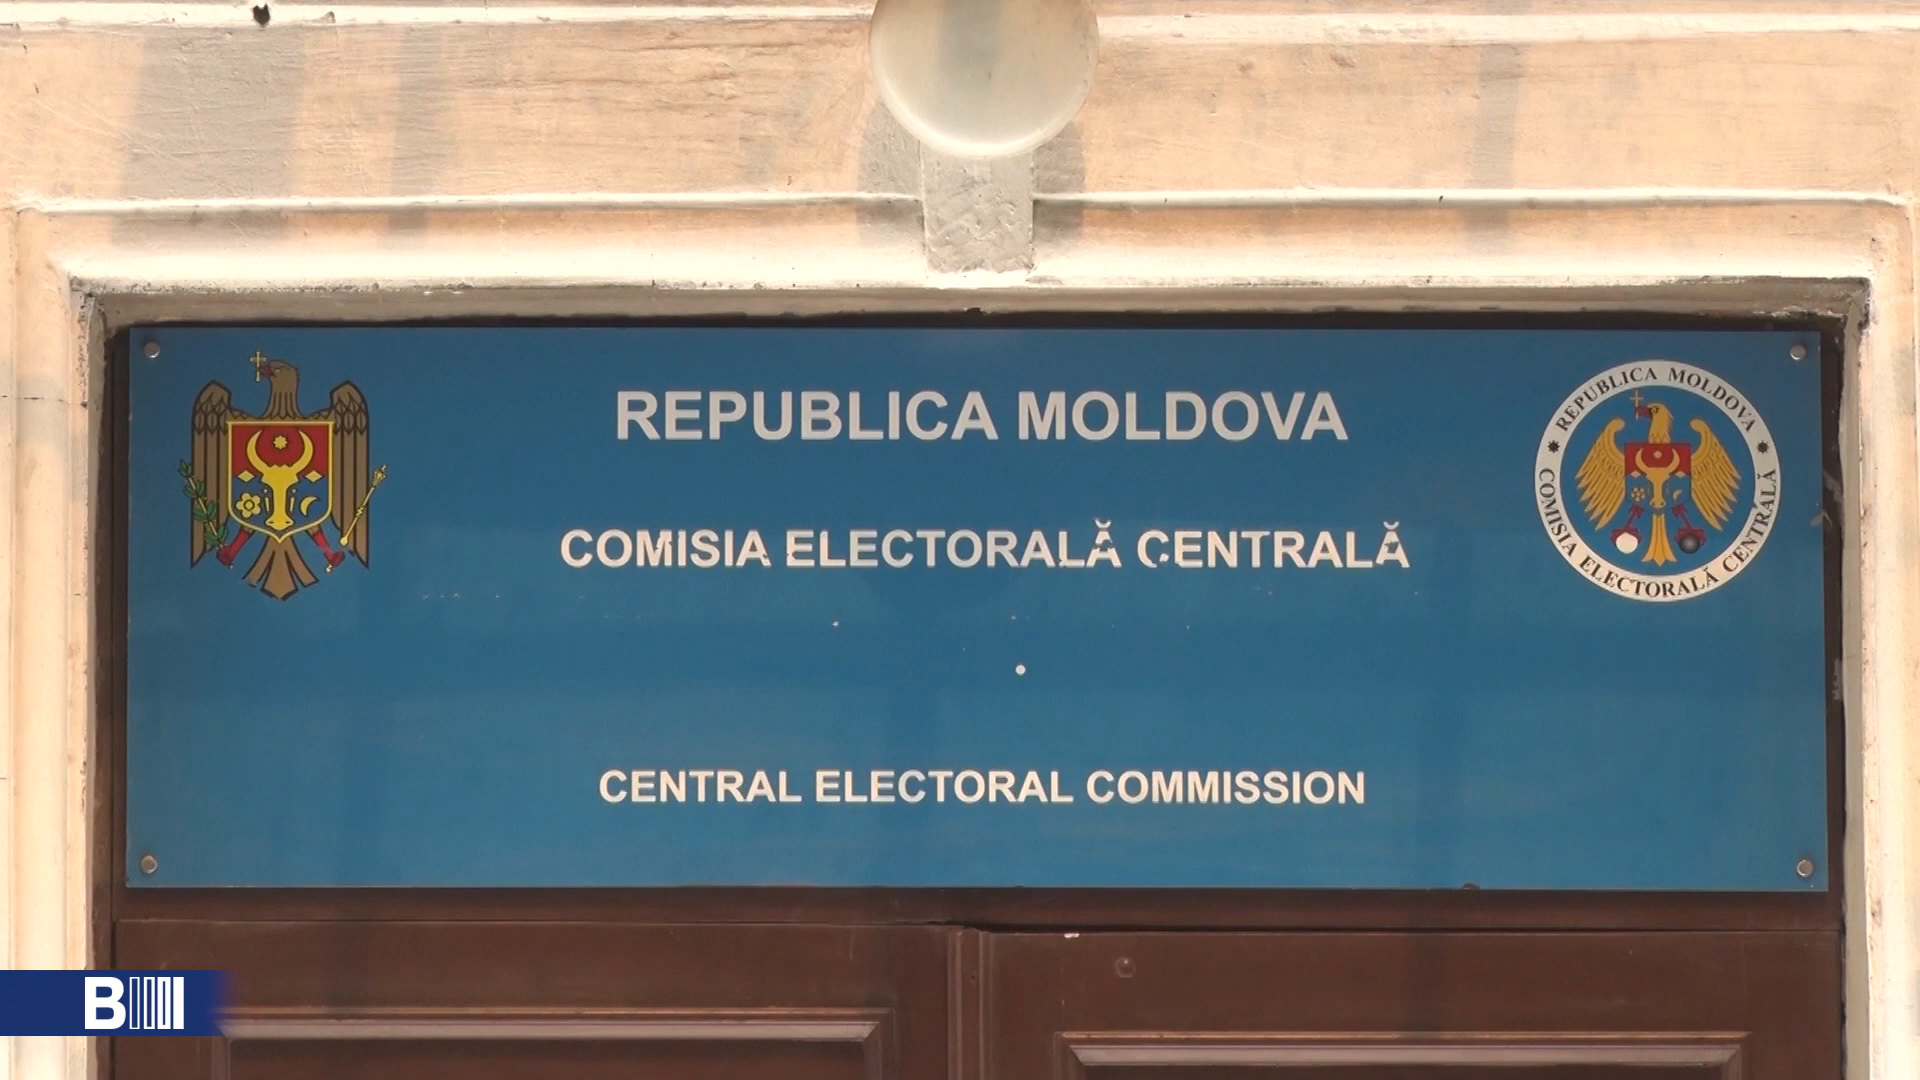 REPUBLICA MOLDOVA
COMISIA ELECTORALĂ CENTRALĂ
CENTRAL ELECTORAL COMMISSION
REPUBLICA MOLDOVA
COMISIA ELECTORALĂ CENTRALĂ
B